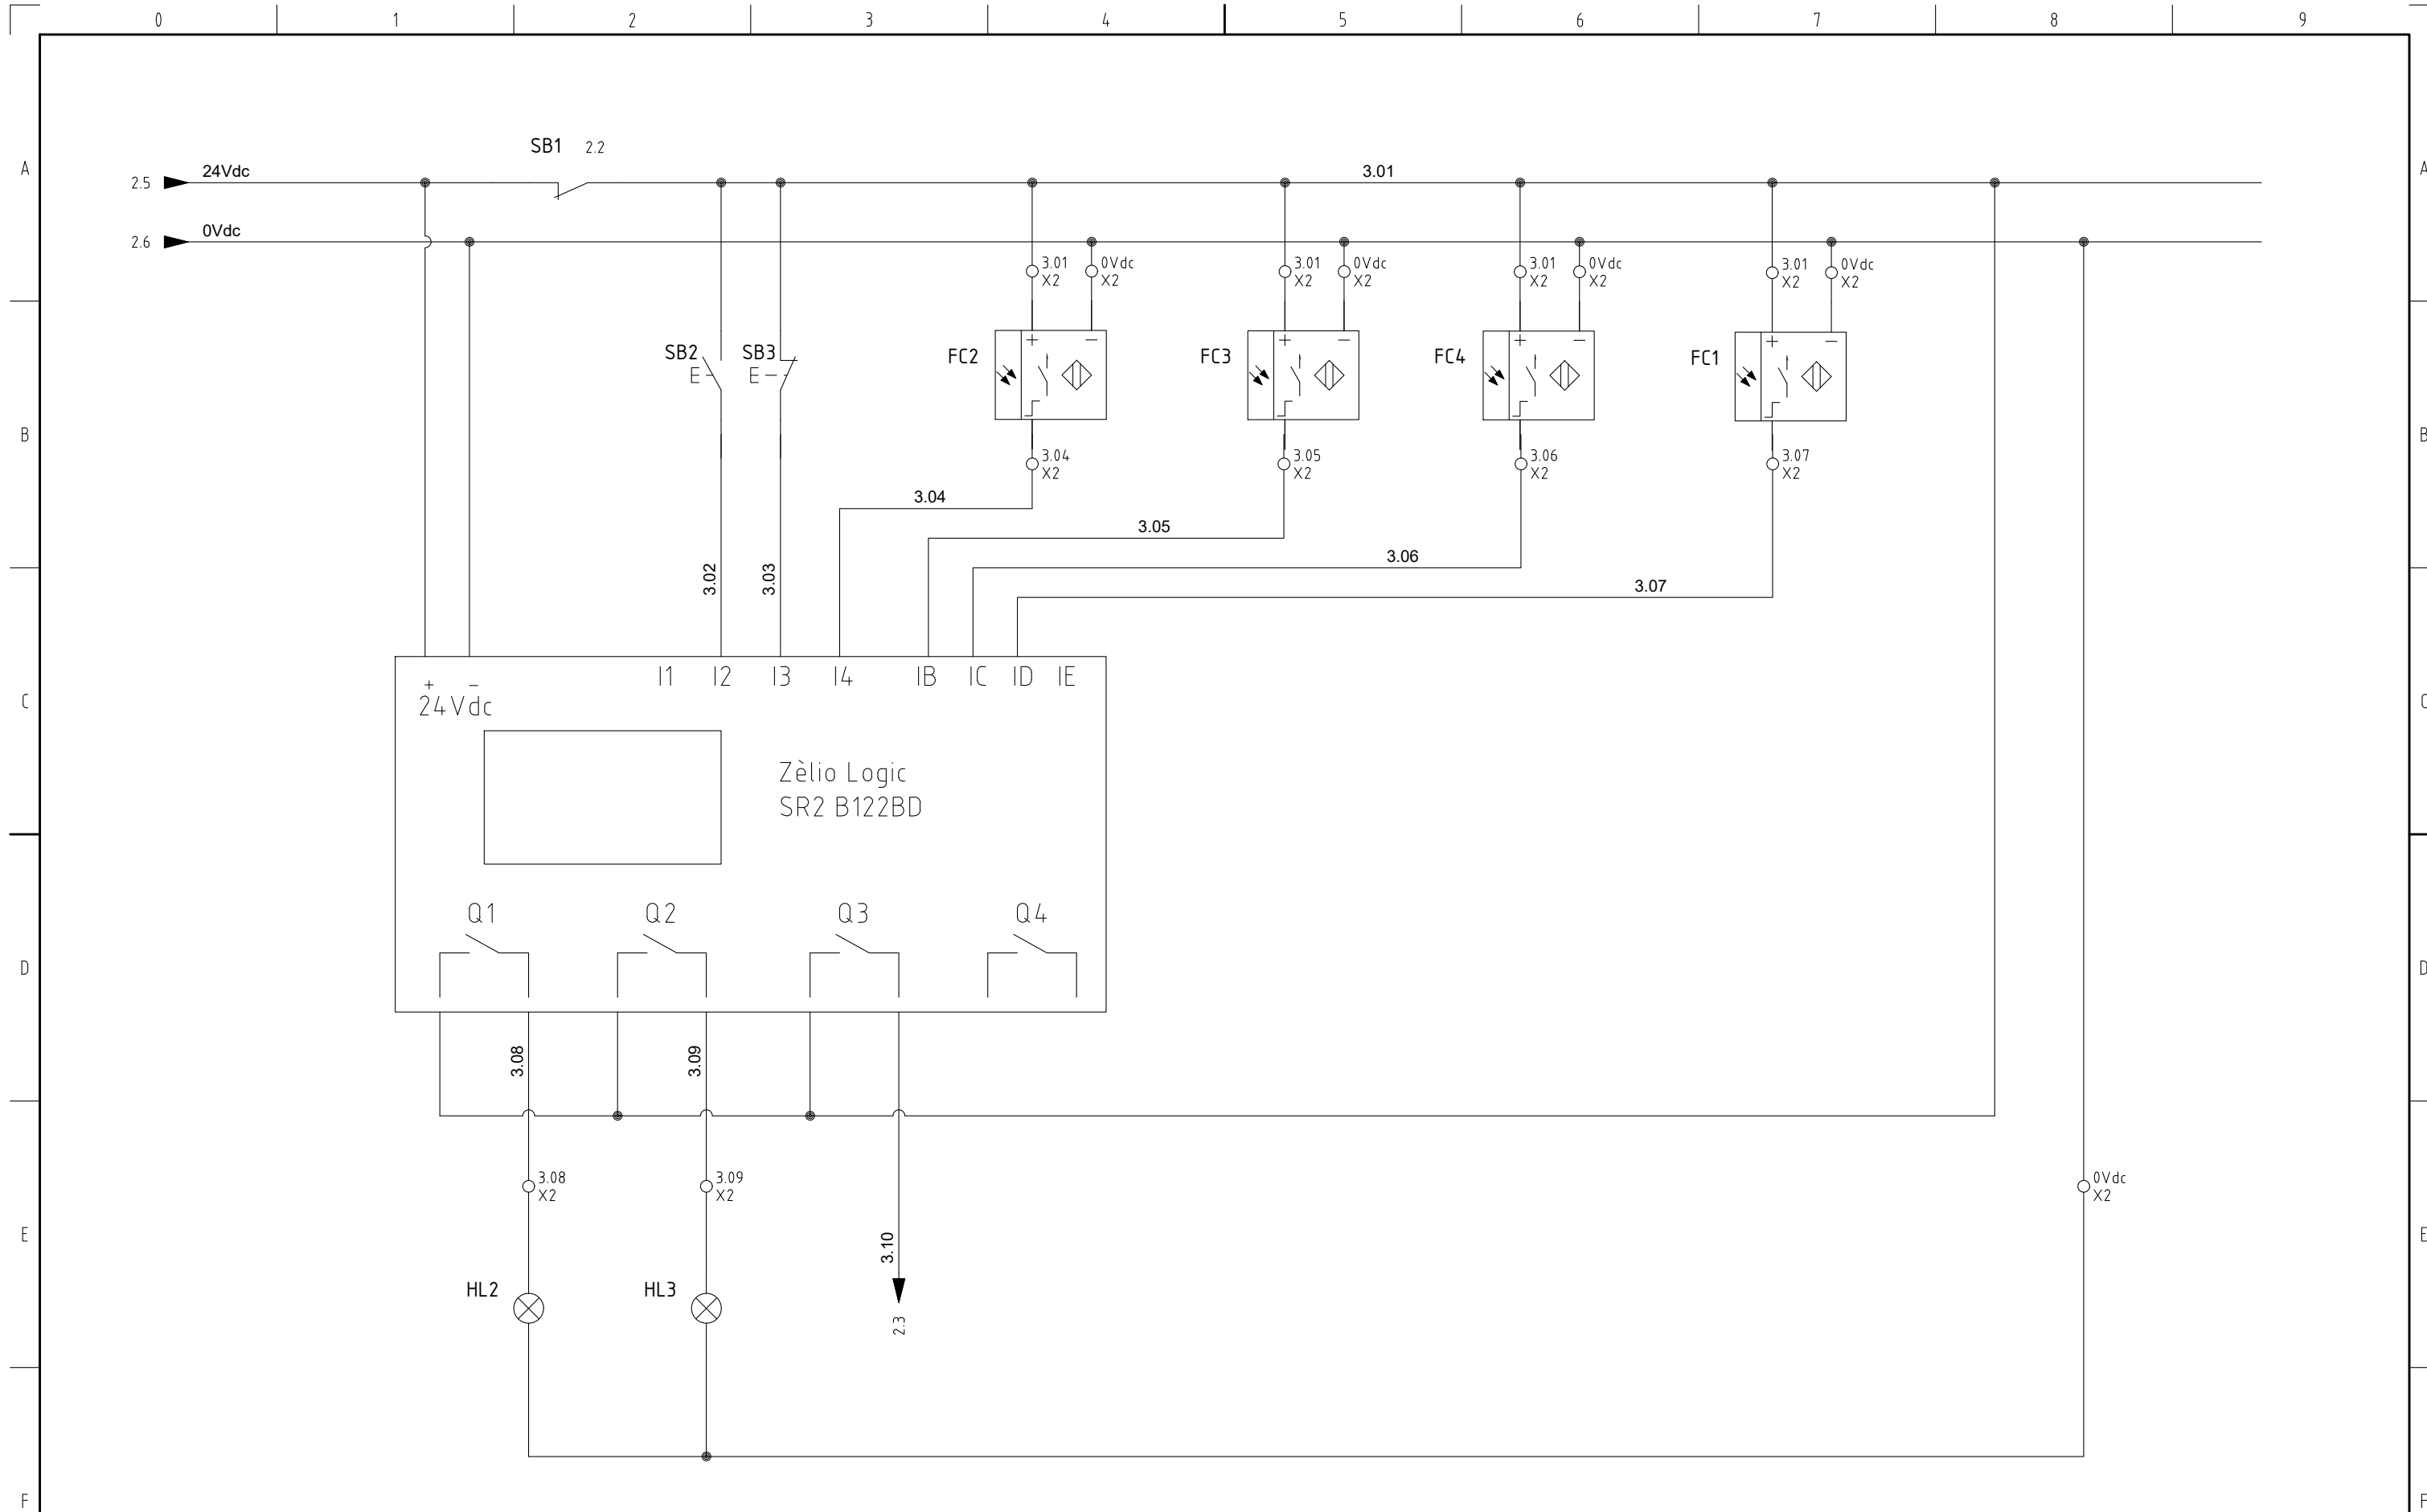 0 1 2 3 4 5 6 7 8 9
A A
SB1 2.2
2.5 24Vdc 3.01
2.6 0Vdc
3.01 0Vdc 3.01 0Vdc 3.01 0Vdc 3.01 0Vdc
X2 X2 X2 X2 X2 X2 X2 X2
SB2 SB3 FC2 FC3 FC4 FC1
E E
+ − + − + − + −
B B
3.04 3.05 3.06 3.07
X2 X2 X2 X2
3.04
3.05
3.06
3.02 3.03 3.07
I1 I2 I3 I4 IB IC ID IE
+ −
24Vdc
C C
Zèlio Logic
SR2 B122BD
Q1 Q2 Q3 Q4
D D
3.08 3.09
3.08 3.09 0Vdc
X2 X2 X2
E E
3.10
HL2 HL3
2.3
F F